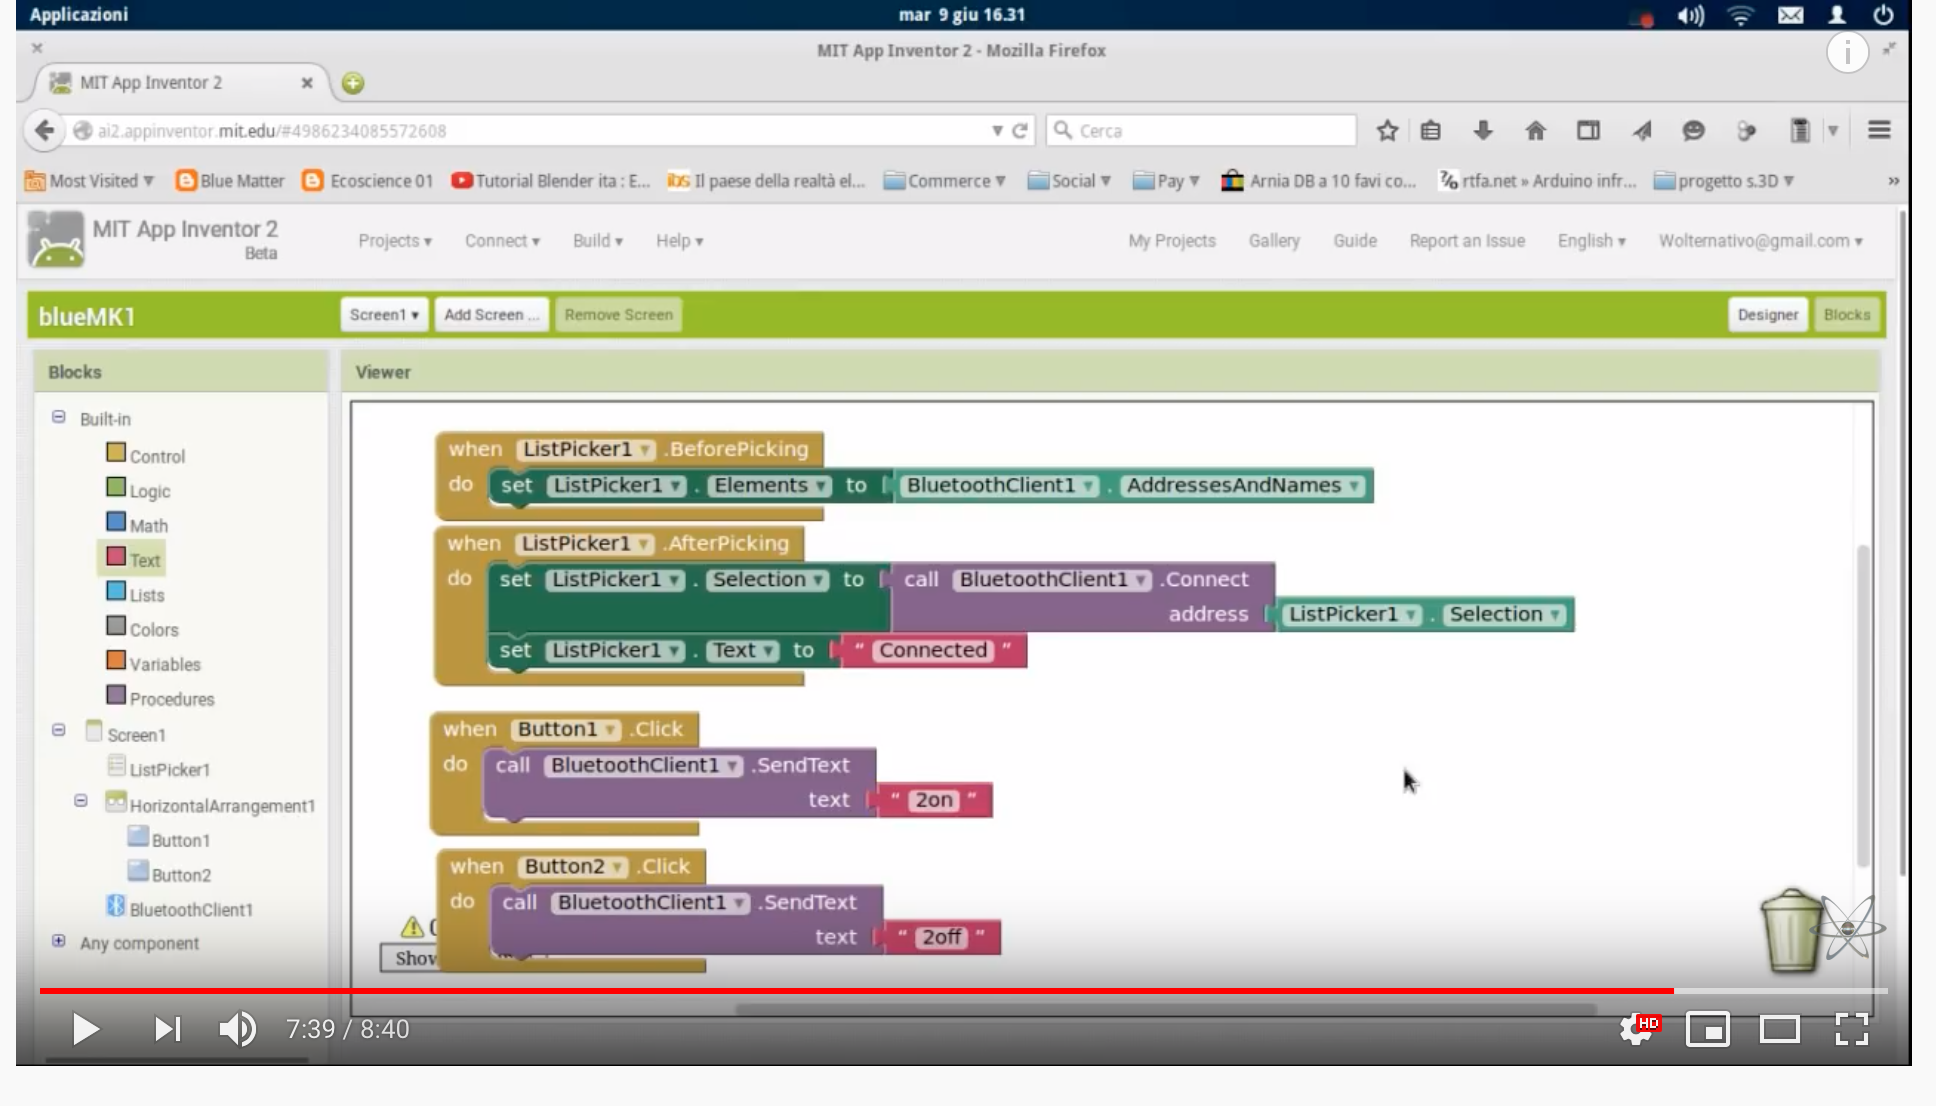 Applicazioni
mar 9 giu 16.31
MIT App Inventor 2 - Mozilla Firefox
MIT App Inventor 2
ai2.appinventor.mit.edu/#4986234085572608
Cerca
Most Visited
Blue Matter
Ecoscience 01
Tutorial Blender ita : E...
ibs Il paese della realtà el...
Commerce
Social
Pay
Arnia DB a 10 favi co...
rtfa.net » Arduino infr...
progetto s.3D
»
MIT App Inventor 2
Beta
Projects
Connect
Build
Help
My Projects
Gallery
Guide
Report an Issue
English
Wolternativo@gmail.com
blueMK1
Screen1
Add Screen ...
Remove Screen
Designer
Blocks
Blocks
Viewer
Built-in
Control
Logic
Math
Text
Lists
Colors
Variables
Procedures
Screen1
ListPicker1
HorizontalArrangement1
Button1
Button2
BluetoothClient1
Any component
when ListPicker1 .BeforePicking
do set ListPicker1 . Elements to BluetoothClient1 . AddressesAndNames
when ListPicker1 .AfterPicking
do set ListPicker1 . Selection to call BluetoothClient1 .Connect
address ListPicker1 . Selection
set ListPicker1 . Text to " Connected "
when Button1 .Click
do call BluetoothClient1 .SendText
text " 2on "
when Button2 .Click
do call BluetoothClient1 .SendText
text " 2off "
Show
7:39 / 8:40
HD